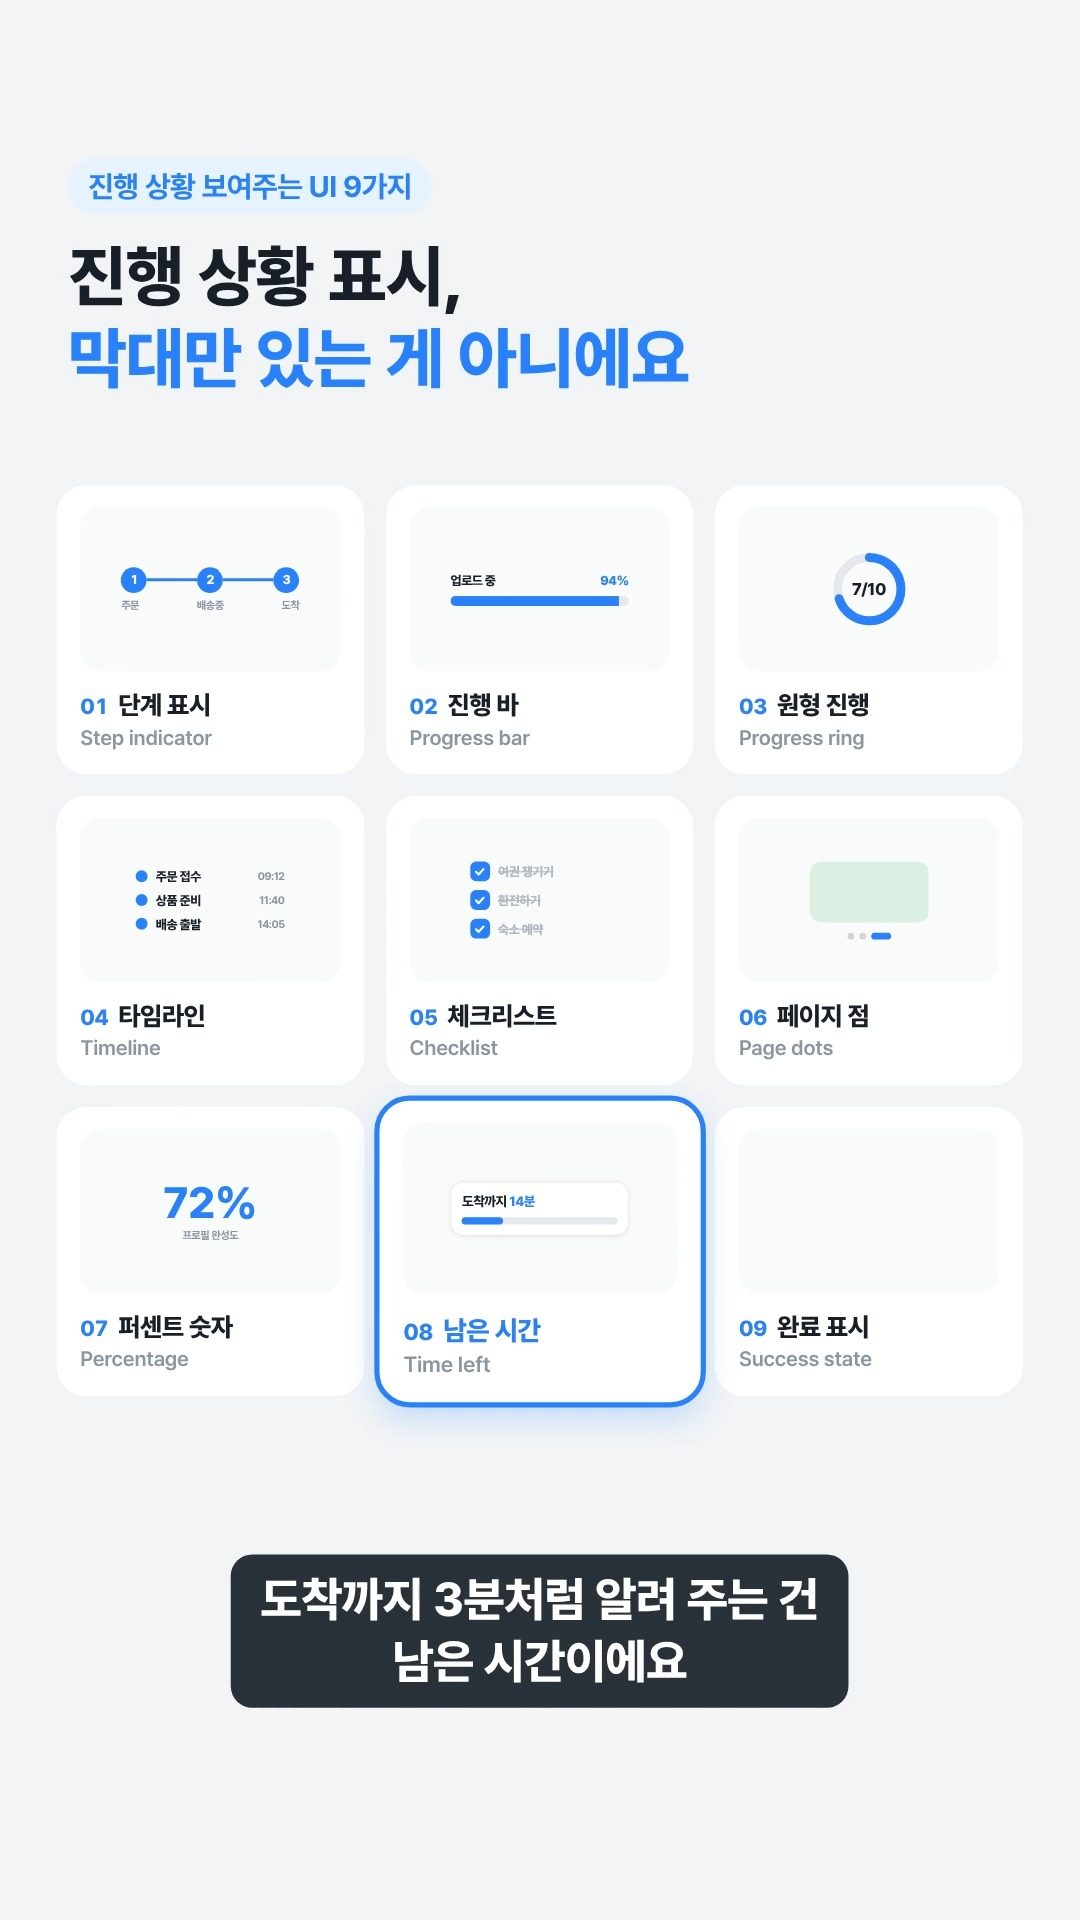 진행 상황 보여주는 UI 9가지
진행 상황 표시,
막대만 있는 게 아니에요
1 2 3
주문 배송중 도착
01 단계 표시
Step indicator
업로드 중 94%
02 진행 바
Progress bar
7/10
03 원형 진행
Progress ring
주문 접수 09:12
상품 준비 11:40
배송 출발 14:05
04 타임라인
Timeline
여권 챙기기
환전하기
숙소 예약
05 체크리스트
Checklist
06 페이지 점
Page dots
72%
프로필 완성도
07 퍼센트 숫자
Percentage
도착까지 14분
08 남은 시간
Time left
09 완료 표시
Success state
도착까지 3분처럼 알려 주는 건
남은 시간이에요